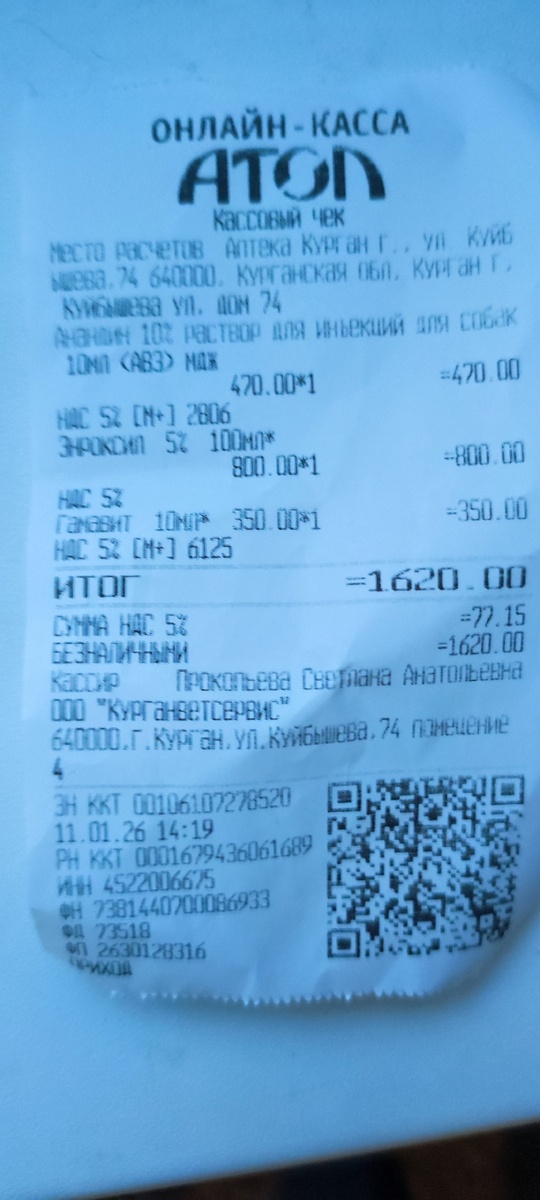 ОНЛАЙН-КАССА
АТОЛ
Кассовый чек
Место расчетов Аптека Курган г., ул. Куйб
ышева,74 640000, Курганская обл, Курган г,
Куйбышева ул, дом 74
Анандин 10% раствор для инъекций для собак
10мл (АВЗ) МДЖ
470.00*1 =470.00
НДС 5% [М+] 2806
Энроксил 5% 100мл*
800.00*1 =800.00
НДС 5%
Гамавит 10мл* 350.00*1 =350.00
НДС 5% [М+] 6125
ИТОГ =1620.00
СУММА НДС 5% =77.15
БЕЗНАЛИЧНЫМИ =1620.00
Кассир Прокопьева Светлана Анатольевна
ООО "Курганветсервис"
640000,г.Курган,ул.Куйбышева,74 помещение
4
ЗН ККТ 00106107278520
11.01.26 14:19
РН ККТ 0001679436061689
ИНН 4522006675
ФН 7381440700086933
ФД 73518
ФП 2630128316
ПРИХОД